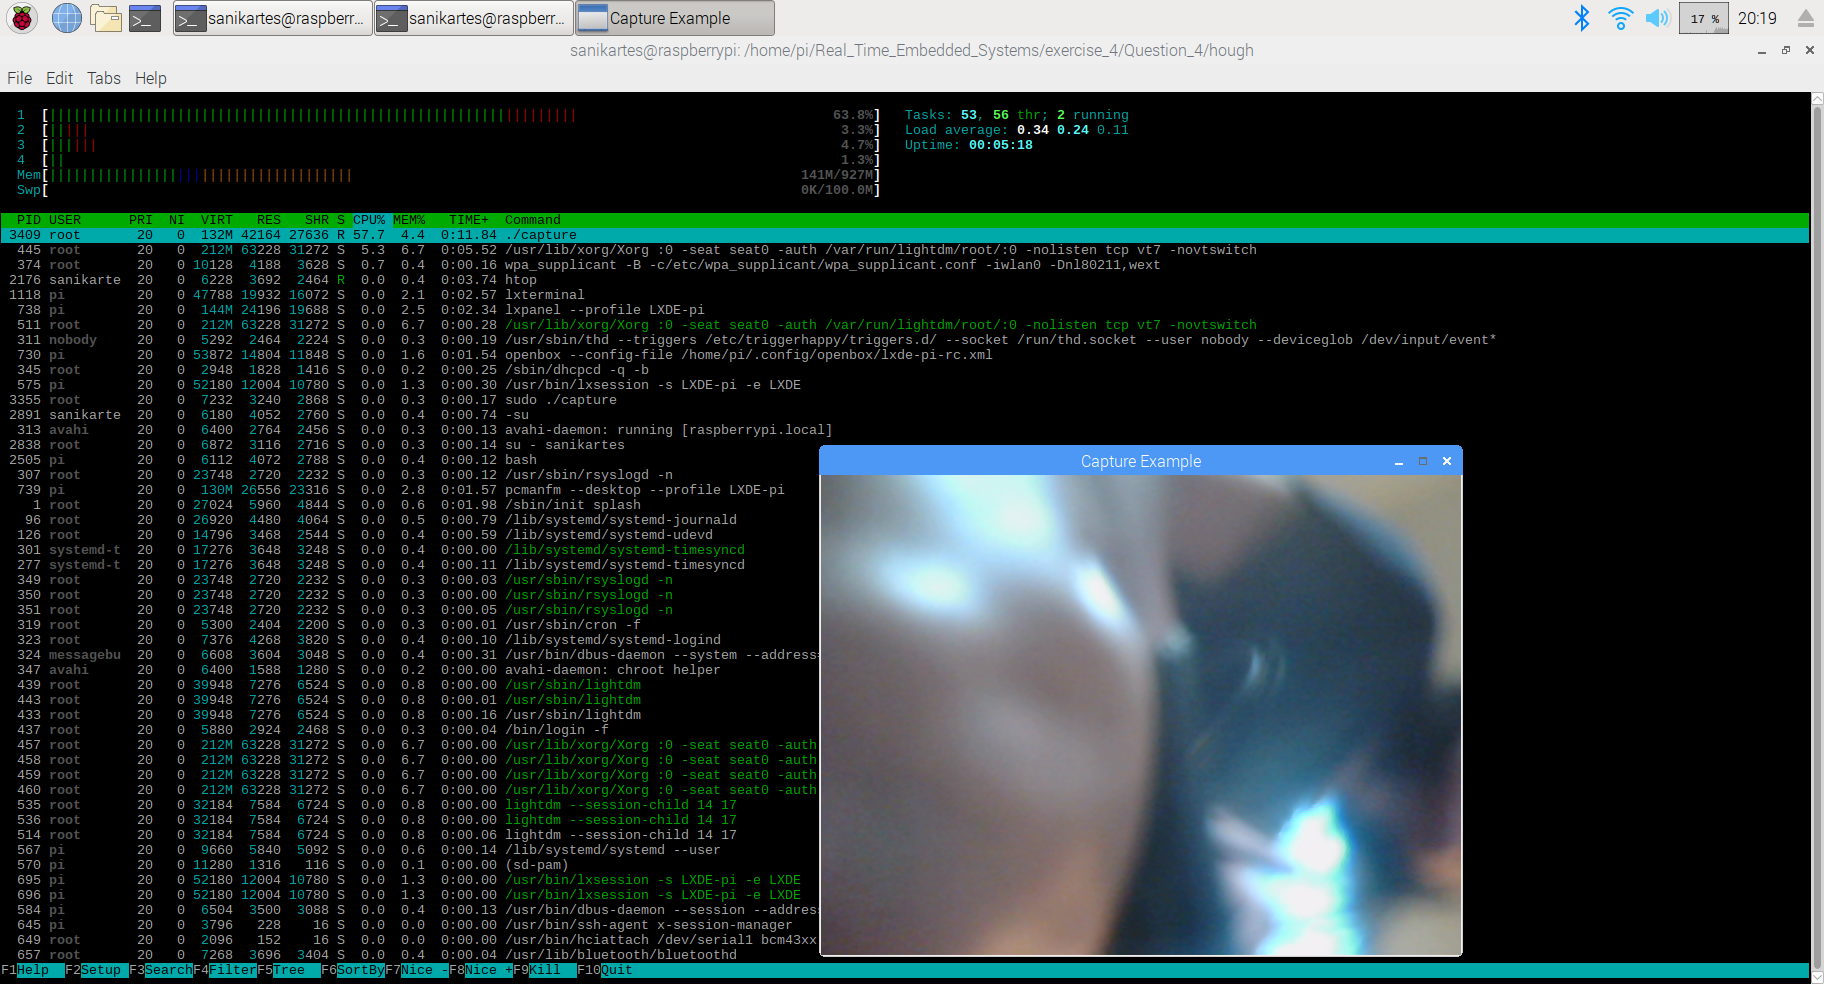 sanikartes@raspberr... sanikartes@raspberr... Capture Example 17 % 20:19
sanikartes@raspberrypi: /home/pi/Real_Time_Embedded_Systems/exercise_4/Question_4/hough
File Edit Tabs Help
1 [||||||||||||||||||||||||||||||||||||||||||||||||||||||||||||||||||63.8%] Tasks: 53, 56 thr; 2 running
2 [||||| 3.3%] Load average: 0.34 0.24 0.11
3 [|||||| 4.7%] Uptime: 00:05:18
4 [|| 1.3%]
Mem[||||||||||||||||||||||||||||||||||||||141M/927M]
Swp[ 0K/100.0M]
PID USER PRI NI VIRT RES SHR S CPU% MEM% TIME+ Command
3409 root 20 0 132M 42164 27636 R 57.7 4.4 0:11.84 ./capture
445 root 20 0 212M 63228 31272 S 5.3 6.7 0:05.52 /usr/lib/xorg/Xorg :0 -seat seat0 -auth /var/run/lightdm/root/:0 -nolisten tcp vt7 -novtswitch
374 root 20 0 10128 4188 3628 S 0.7 0.4 0:00.16 wpa_supplicant -B -c/etc/wpa_supplicant/wpa_supplicant.conf -iwlan0 -Dnl80211,wext
2176 sanikarte 20 0 6228 3692 2464 R 0.0 0.4 0:03.74 htop
1118 pi 20 0 47788 19932 16072 S 0.0 2.1 0:02.57 lxterminal
738 pi 20 0 144M 24196 19688 S 0.0 2.5 0:02.34 lxpanel --profile LXDE-pi
511 root 20 0 212M 63228 31272 S 0.0 6.7 0:00.28 /usr/lib/xorg/Xorg :0 -seat seat0 -auth /var/run/lightdm/root/:0 -nolisten tcp vt7 -novtswitch
311 nobody 20 0 5292 2464 2224 S 0.0 0.3 0:00.19 /usr/sbin/thd --triggers /etc/triggerhappy/triggers.d/ --socket /run/thd.socket --user nobody --deviceglob /dev/input/event*
730 pi 20 0 53872 14804 11848 S 0.0 1.6 0:01.54 openbox --config-file /home/pi/.config/openbox/lxde-pi-rc.xml
345 root 20 0 2948 1828 1416 S 0.0 0.2 0:00.25 /sbin/dhcpcd -q -b
575 pi 20 0 52180 12004 10780 S 0.0 1.3 0:00.30 /usr/bin/lxsession -s LXDE-pi -e LXDE
3355 root 20 0 7232 3240 2868 S 0.0 0.3 0:00.17 sudo ./capture
2891 sanikarte 20 0 6180 4052 2760 S 0.0 0.4 0:00.74 -su
313 avahi 20 0 6400 2764 2456 S 0.0 0.3 0:00.13 avahi-daemon: running [raspberrypi.local]
2838 root 20 0 6872 3116 2716 S 0.0 0.3 0:00.14 su - sanikartes
2505 pi 20 0 6112 4072 2788 S 0.0 0.4 0:00.12 bash
307 root 20 0 23748 2720 2232 S 0.0 0.3 0:00.12 /usr/sbin/rsyslogd -n
739 pi 20 0 130M 26556 23316 S 0.0 2.8 0:01.57 pcmanfm --desktop --profile LXDE-pi
1 root 20 0 27024 5960 4844 S 0.0 0.6 0:01.98 /sbin/init splash
96 root 20 0 26920 4480 4064 S 0.0 0.5 0:00.79 /lib/systemd/systemd-journald
126 root 20 0 14796 3468 2544 S 0.0 0.4 0:00.59 /lib/systemd/systemd-udevd
301 systemd-t 20 0 17276 3648 3248 S 0.0 0.4 0:00.00 /lib/systemd/systemd-timesyncd
277 systemd-t 20 0 17276 3648 3248 S 0.0 0.4 0:00.11 /lib/systemd/systemd-timesyncd
349 root 20 0 23748 2720 2232 S 0.0 0.3 0:00.03 /usr/sbin/rsyslogd -n
350 root 20 0 23748 2720 2232 S 0.0 0.3 0:00.00 /usr/sbin/rsyslogd -n
351 root 20 0 23748 2720 2232 S 0.0 0.3 0:00.05 /usr/sbin/rsyslogd -n
319 root 20 0 5300 2404 2200 S 0.0 0.3 0:00.01 /usr/sbin/cron -f
323 root 20 0 7376 4268 3820 S 0.0 0.4 0:00.10 /lib/systemd/systemd-logind
324 messagebu 20 0 6608 3604 3048 S 0.0 0.4 0:00.31 /usr/bin/dbus-daemon --system --address=
347 avahi 20 0 6400 1588 1280 S 0.0 0.2 0:00.00 avahi-daemon: chroot helper
439 root 20 0 39948 7276 6524 S 0.0 0.8 0:00.00 /usr/sbin/lightdm
443 root 20 0 39948 7276 6524 S 0.0 0.8 0:00.01 /usr/sbin/lightdm
433 root 20 0 39948 7276 6524 S 0.0 0.8 0:00.16 /usr/sbin/lightdm
437 root 20 0 5880 2924 2468 S 0.0 0.3 0:00.04 /bin/login -f
457 root 20 0 212M 63228 31272 S 0.0 6.7 0:00.00 /usr/lib/xorg/Xorg :0 -seat seat0 -auth
458 root 20 0 212M 63228 31272 S 0.0 6.7 0:00.00 /usr/lib/xorg/Xorg :0 -seat seat0 -auth
459 root 20 0 212M 63228 31272 S 0.0 6.7 0:00.00 /usr/lib/xorg/Xorg :0 -seat seat0 -auth
460 root 20 0 212M 63228 31272 S 0.0 6.7 0:00.00 /usr/lib/xorg/Xorg :0 -seat seat0 -auth
535 root 20 0 32184 7584 6724 S 0.0 0.8 0:00.00 lightdm --session-child 14 17
536 root 20 0 32184 7584 6724 S 0.0 0.8 0:00.00 lightdm --session-child 14 17
514 root 20 0 32184 7584 6724 S 0.0 0.8 0:00.06 lightdm --session-child 14 17
567 pi 20 0 9660 5840 5092 S 0.0 0.6 0:00.14 /lib/systemd/systemd --user
570 pi 20 0 11280 1316 116 S 0.0 0.1 0:00.00 (sd-pam)
695 pi 20 0 52180 12004 10780 S 0.0 1.3 0:00.00 /usr/bin/lxsession -s LXDE-pi -e LXDE
696 pi 20 0 52180 12004 10780 S 0.0 1.3 0:00.00 /usr/bin/lxsession -s LXDE-pi -e LXDE
584 pi 20 0 6504 3500 3088 S 0.0 0.4 0:00.13 /usr/bin/dbus-daemon --session --address=
645 pi 20 0 3796 228 16 S 0.0 0.0 0:00.00 /usr/bin/ssh-agent x-session-manager
649 root 20 0 2096 152 16 S 0.0 0.0 0:00.00 /usr/bin/hciattach /dev/serial1 bcm43xx
657 root 20 0 7268 3696 3404 S 0.0 0.4 0:00.04 /usr/lib/bluetooth/bluetoothd
F1Help F2Setup F3SearchF4FilterF5Tree F6SortByF7Nice -F8Nice +F9Kill F10Quit
Capture Example